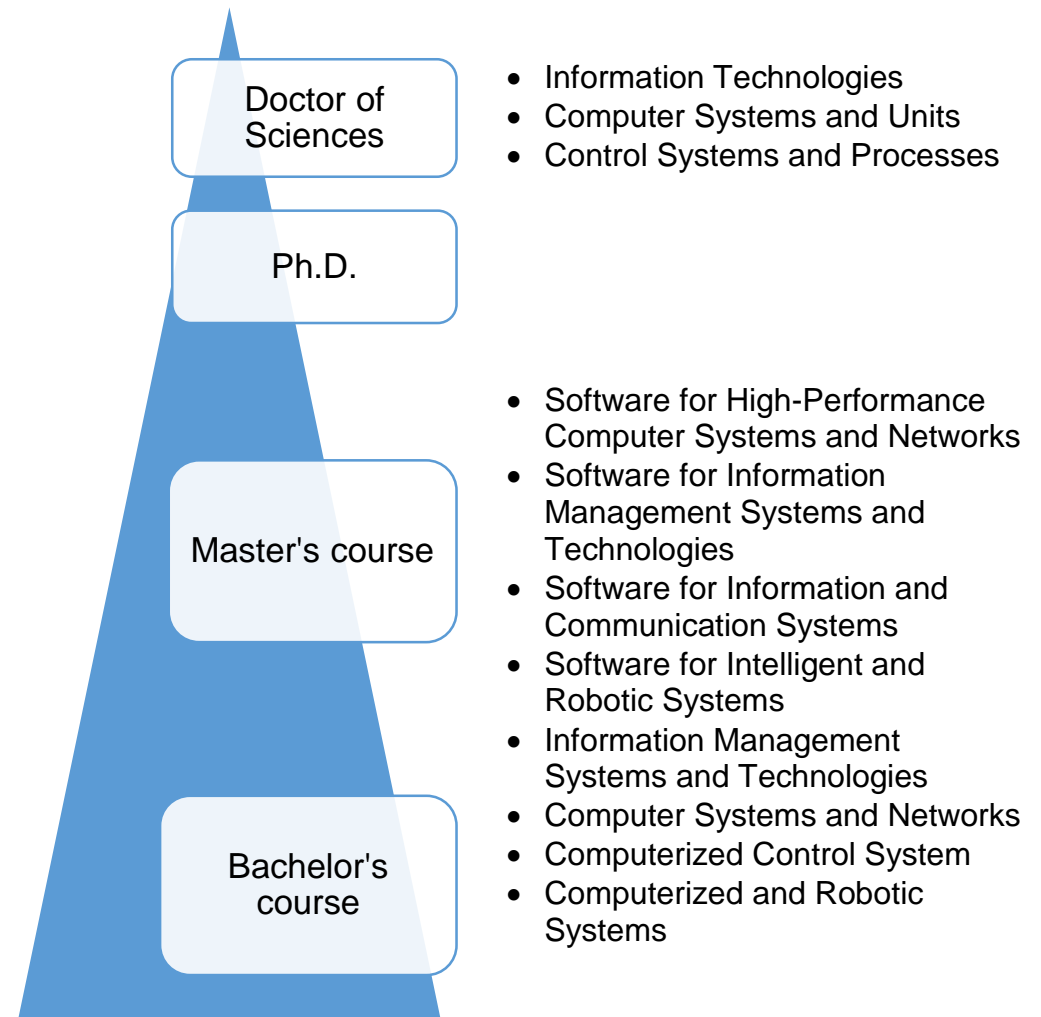 Doctor of
Sciences
• Information Technologies
• Computer Systems and Units
• Control Systems and Processes
Ph.D.
Master's course
• Software for High-Performance
Computer Systems and Networks
• Software for Information
Management Systems and
Technologies
• Software for Information and
Communication Systems
• Software for Intelligent and
Robotic Systems
• Information Management
Systems and Technologies
• Computer Systems and Networks
• Computerized Control System
• Computerized and Robotic
Systems
Bachelor's
course